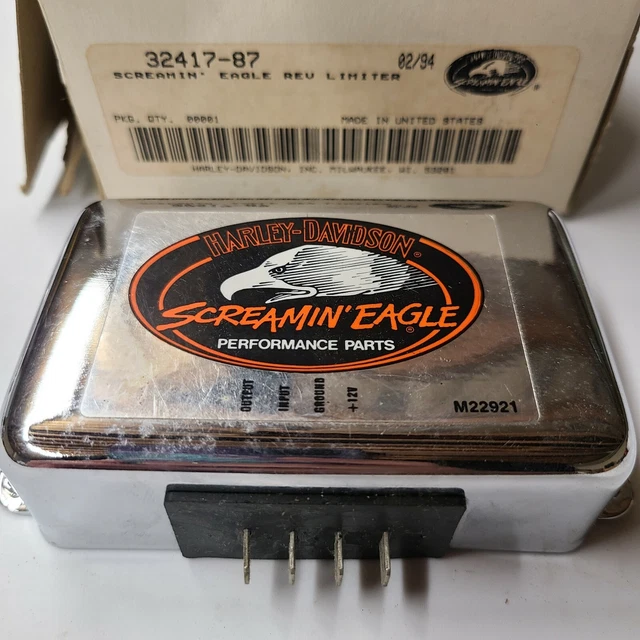 32417-87 02/94
SCREAMIN' EAGLE REV LIMITER
PKG. QTY. 00001 MADE IN UNITED STATES
HARLEY-DAVIDSON, INC. MILWAUKEE, WI. 53201
HARLEY-DAVIDSON®
SCREAMIN' EAGLE®
PERFORMANCE PARTS
OUTPUT
INPUT
GROUND
+12V
M22921